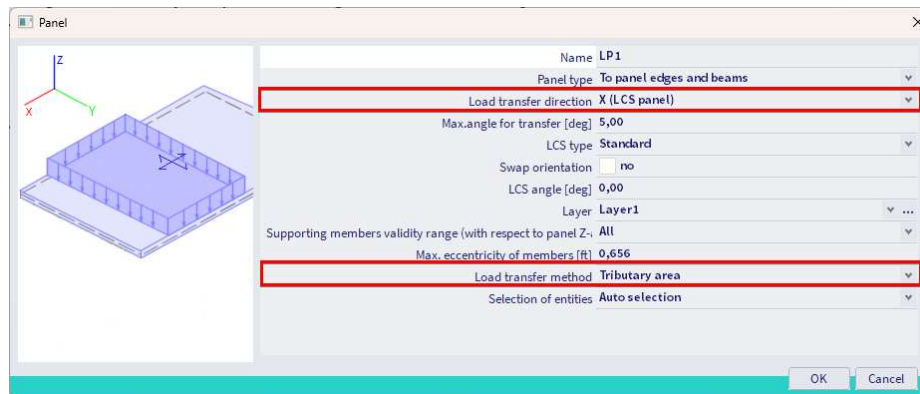 Panel
Z
X
Y
Name LP1
Panel type To panel edges and beams
Load transfer direction X (LCS panel)
Max.angle for transfer [deg] 5,00
LCS type Standard
Swap orientation no
LCS angle [deg] 0,00
Layer Layer1 ...
Supporting members validity range (with respect to panel Z-. All
Max. eccentricity of members [ft] 0,656
Load transfer method Tributary area
Selection of entities Auto selection
OK Cancel